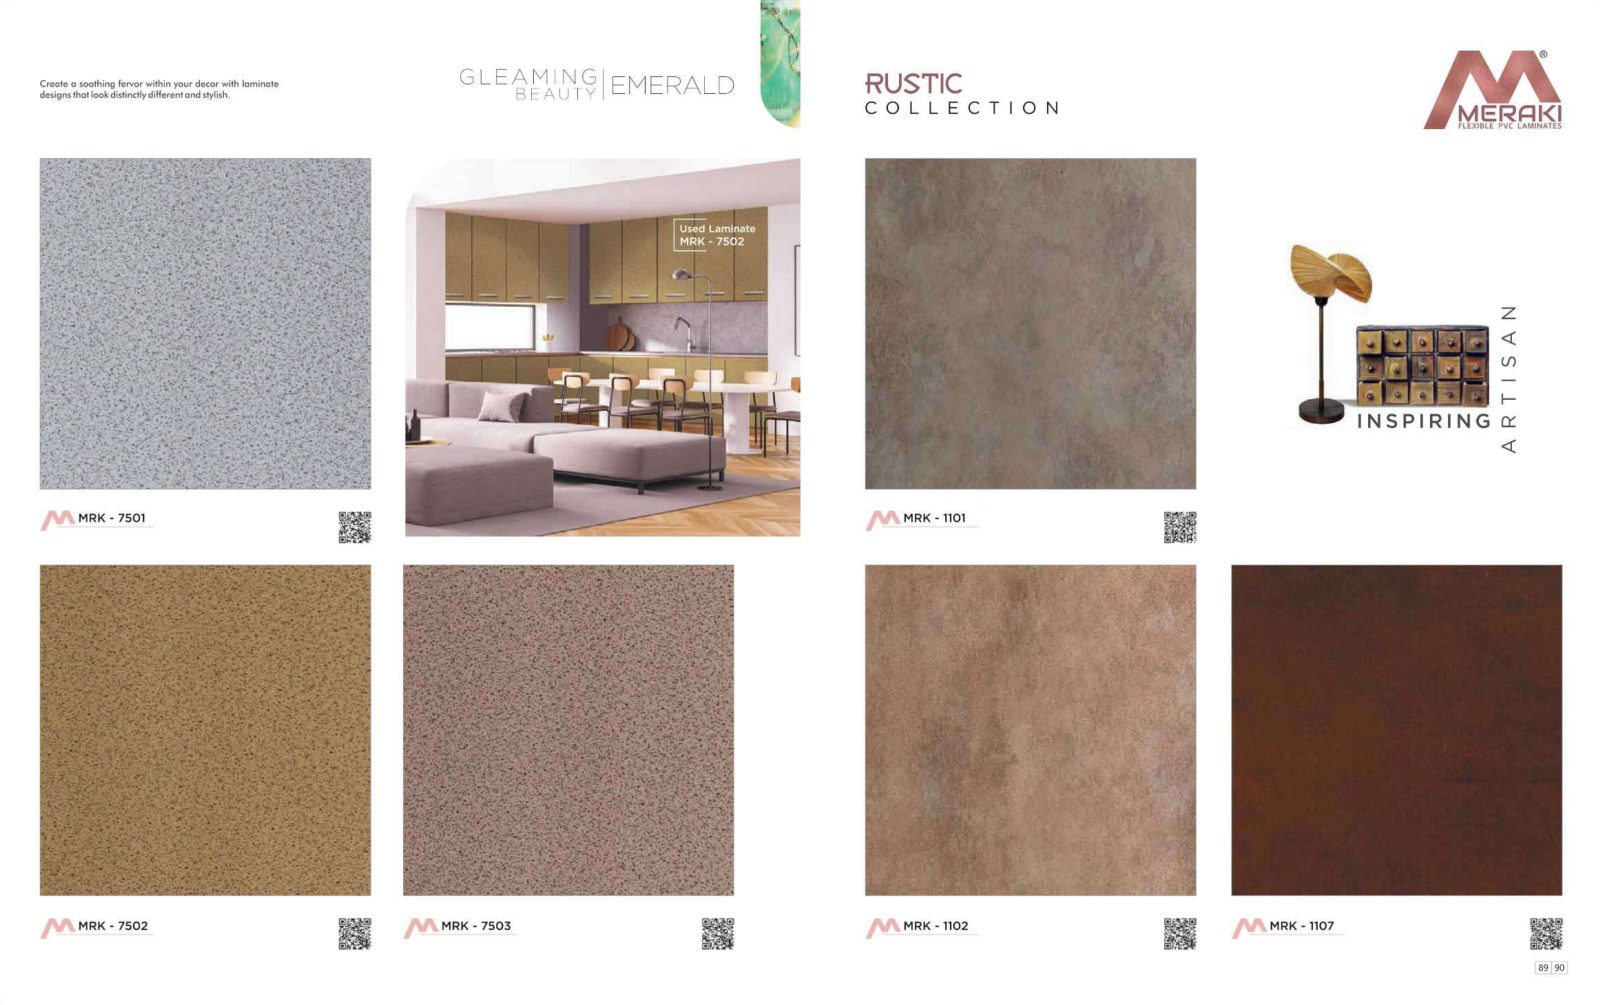 Create a soothing fervor within your decor with laminate
designs that look distinctly different and stylish.
GLEAMING
BEAUTY
EMERALD
Used Laminate
MRK - 7502
MRK - 7501
MRK - 7502
MRK - 7503
RUSTIC
COLLECTION
®
MERAKI
FLEXIBLE PVC LAMINATES
INSPIRING
ARTISAN
MRK - 1101
MRK - 1102
MRK - 1107
89 90